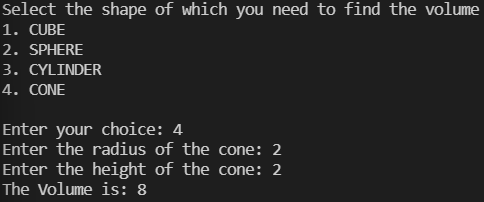 Select the shape of which you need to find the volume
1. CUBE
2. SPHERE
3. CYLINDER
4. CONE
Enter your choice: 4
Enter the radius of the cone: 2
Enter the height of the cone: 2
The Volume is: 8